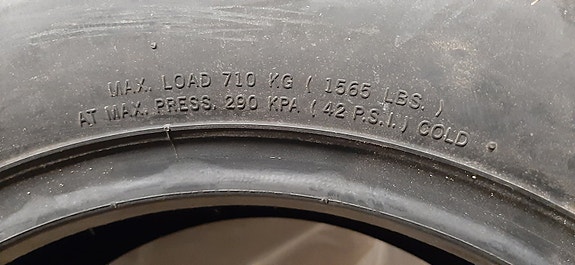 MAX. LOAD 710 KG ( 1565 LBS. )
AT MAX. PRESS. 290 KPA ( 42 P.S.I. ) COLD